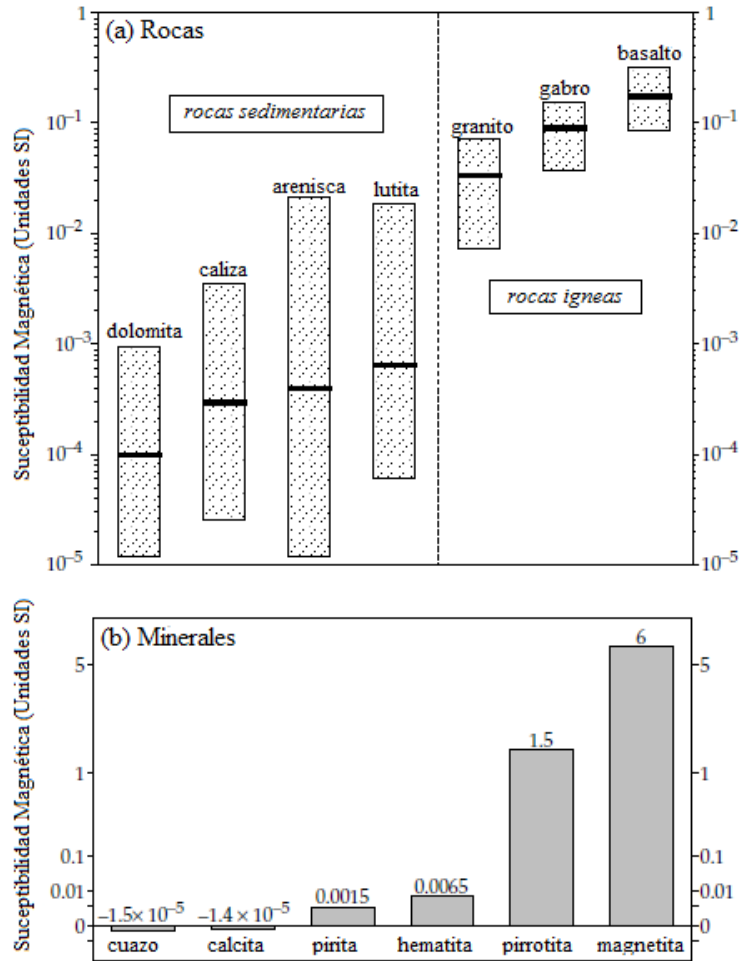 (a) Rocas
Suceptibilidad Magnética (Unidades SI)
1
10⁻¹
10⁻²
10⁻³
10⁻⁴
10⁻⁵
rocas sedimentarias
dolomita
caliza
arenisca
lutita
granito
gabro
basalto
rocas igneas
1
10⁻¹
10⁻²
10⁻³
10⁻⁴
10⁻⁵
(b) Minerales
Suceptibilidad Magnética (Unidades SI)
5
1
0.1
0.01
0
−1.5× 10⁻⁵
−1.4 × 10⁻⁵
0.0015
0.0065
1.5
6
5
1
0.1
0.01
0
cuazo calcita pirita hematita pirrotita magnetita